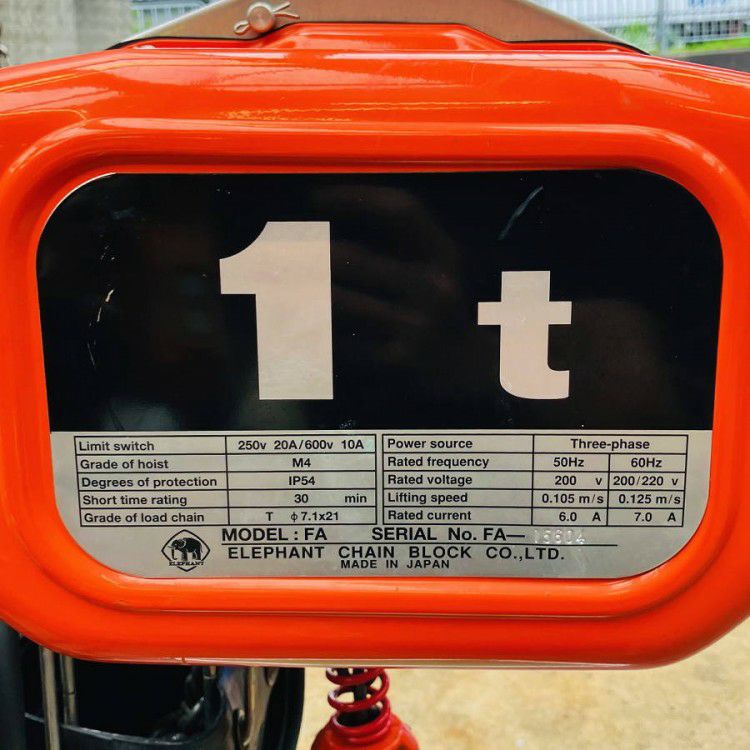 1 t
Limit switch 250v 20A/600v 10A
Grade of hoist M4
Degrees of protection IP54
Short time rating 30 min
Grade of load chain T ϕ7.1x21
Power source Three-phase
Rated frequency 50Hz 60Hz
Rated voltage 200 v 200/220 v
Lifting speed 0.105 m/s 0.125 m/s
Rated current 6.0 A 7.0 A
MODEL : FA SERIAL No. FA—
ELEPHANT
ELEPHANT CHAIN BLOCK CO.,LTD.
MADE IN JAPAN